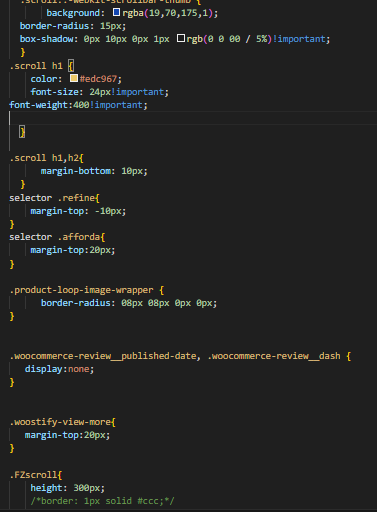 .scroll::-webkit-scrollbar-thumb {
background: rgba(19,70,175,1);
border-radius: 15px;
box-shadow: 0px 10px 0px 1px rgb(0 0 00 / 5%)!important;
}
.scroll h1 {
color: #edc967;
font-size: 24px!important;
font-weight:400!important;
}
.scroll h1,h2{
margin-bottom: 10px;
}
selector .refine{
margin-top: -10px;
}
selector .afforda{
margin-top:20px;
}
.product-loop-image-wrapper {
border-radius: 08px 08px 0px 0px;
}
.woocommerce-review__published-date, .woocommerce-review__dash {
display:none;
}
.woostify-view-more{
margin-top:20px;
}
.FZscroll{
height: 300px;
/*border: 1px solid #ccc;*/